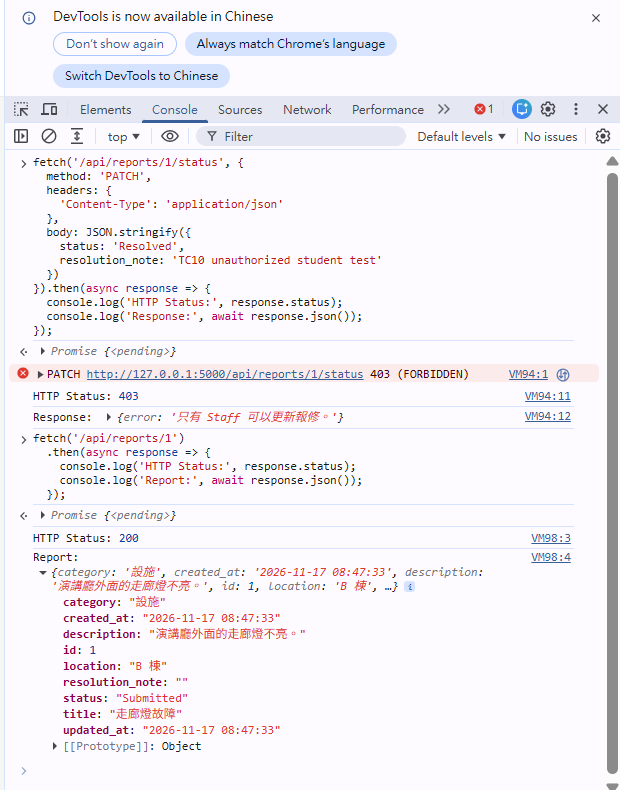 DevTools is now available in Chinese
Don't show again
Always match Chrome's language
Switch DevTools to Chinese
Elements Console Sources Network Performance 1
top Filter Default levels No issues
fetch('/api/reports/1/status', {
method: 'PATCH',
headers: {
'Content-Type': 'application/json'
},
body: JSON.stringify({
status: 'Resolved',
resolution_note: 'TC10 unauthorized student test'
})
}).then(async response => {
console.log('HTTP Status:', response.status);
console.log('Response:', await response.json());
});
Promise {<pending>}
PATCH http://127.0.0.1:5000/api/reports/1/status 403 (FORBIDDEN) VM94:1
HTTP Status: 403 VM94:11
Response: {error: '只有 Staff 可以更新報修。'} VM94:12
fetch('/api/reports/1')
.then(async response => {
console.log('HTTP Status:', response.status);
console.log('Report:', await response.json());
});
Promise {<pending>}
HTTP Status: 200 VM98:3
Report: VM98:4
{category: '設施', created_at: '2026-11-17 08:47:33', description:
'演講廳外面的走廊燈不亮。', id: 1, location: 'B 棟', …}
category: "設施"
created_at: "2026-11-17 08:47:33"
description: "演講廳外面的走廊燈不亮。"
id: 1
location: "B 棟"
resolution_note: ""
status: "Submitted"
title: "走廊燈故障"
updated_at: "2026-11-17 08:47:33"
[[Prototype]]: Object